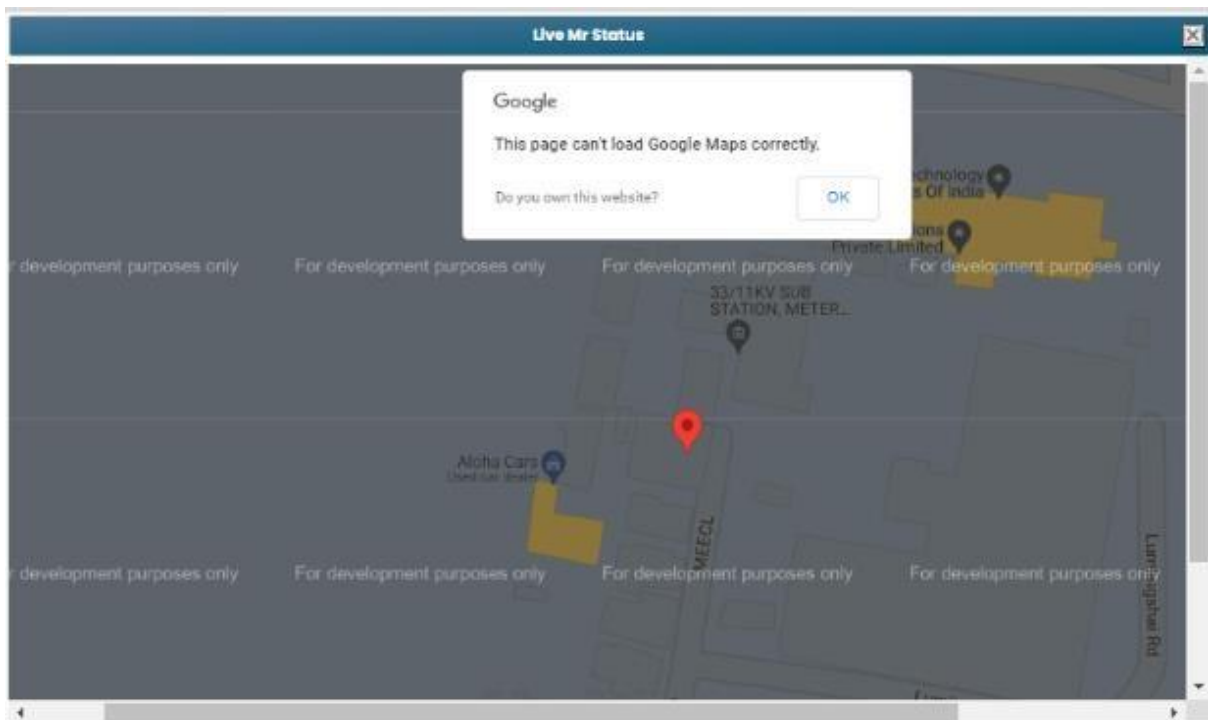 Live Mr Status
Google
This page can't load Google Maps correctly.
Do you own this website?
OK
chnology
s Of India
ions
Private Limited
r development purposes only
For development purposes only
For development purposes only
For development purposes only
33/11KV SUB
STATION, METER...
Aloha Cars
Used car dealer
MEECL
r development purposes only
For development purposes only
For development purposes only
For development purposes only